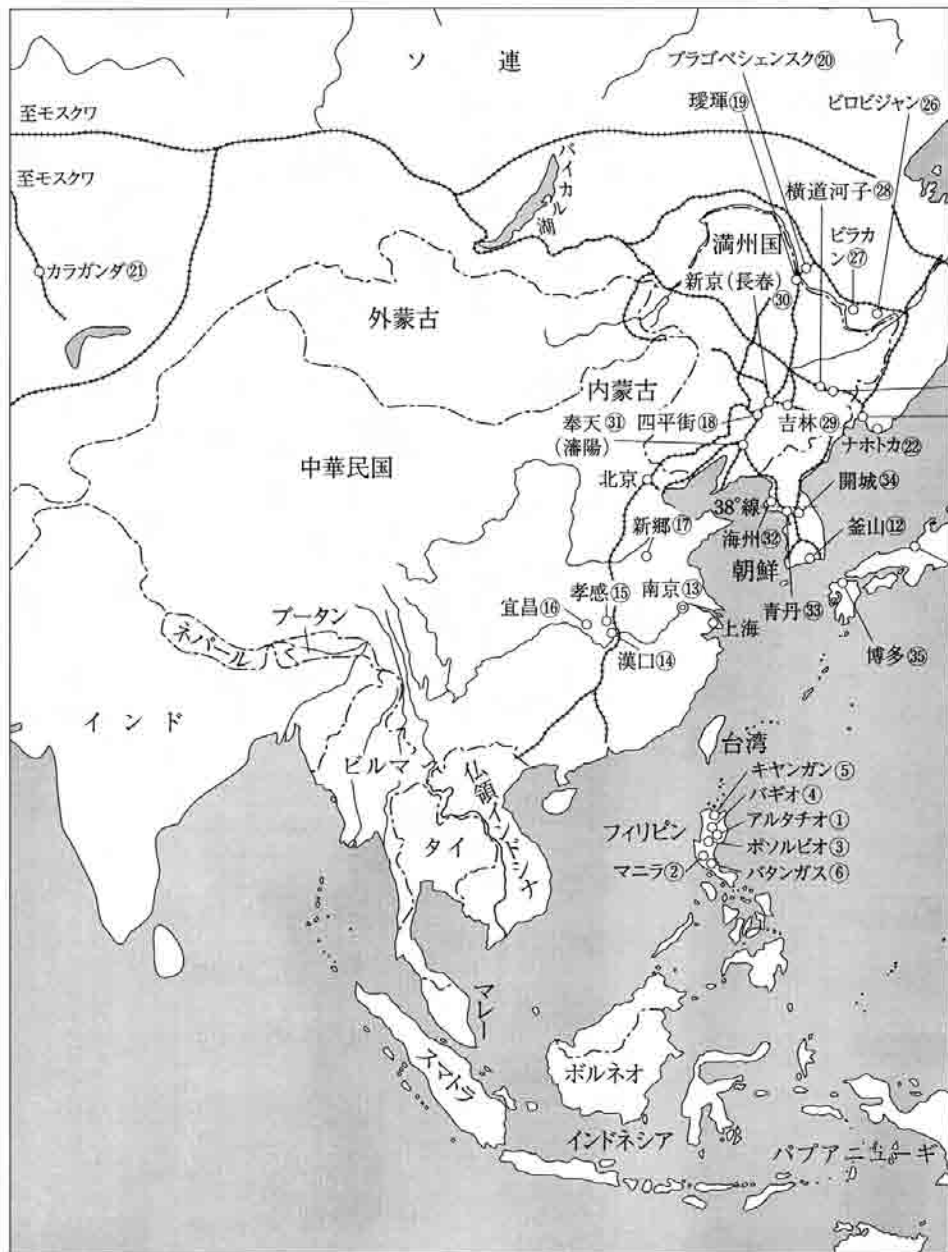 ソ連
ブラゴベシェンスク⑳
璦琿⑲
ビロビジャン㉖
至モスクワ
至モスクワ
バイカル湖
横道河子㉘
満州国
ビラカン㉗
カラガンダ㉑
新京(長春)㉚
外蒙古
内蒙古
奉天㉛
(瀋陽)
四平街⑱
吉林㉙
ナホトカ㉒
中華民国
北京
38°線
開城㉞
新郷⑰
海州㉜
釜山⑫
朝鮮
孝感⑮
南京⑬
宜昌⑯
青丹㉝
上海
ブータン
ネパール
漢口⑭
博多㉟
インド
台湾
ビルマ
仏領インドシナ
キヤンガン⑤
バギオ④
フィリピン
アルタチオ①
タイ
ボソルビオ③
マニラ②
バタンガス⑥
マレー
スマトラ
ボルネオ
インドネシア
パプアニューギ